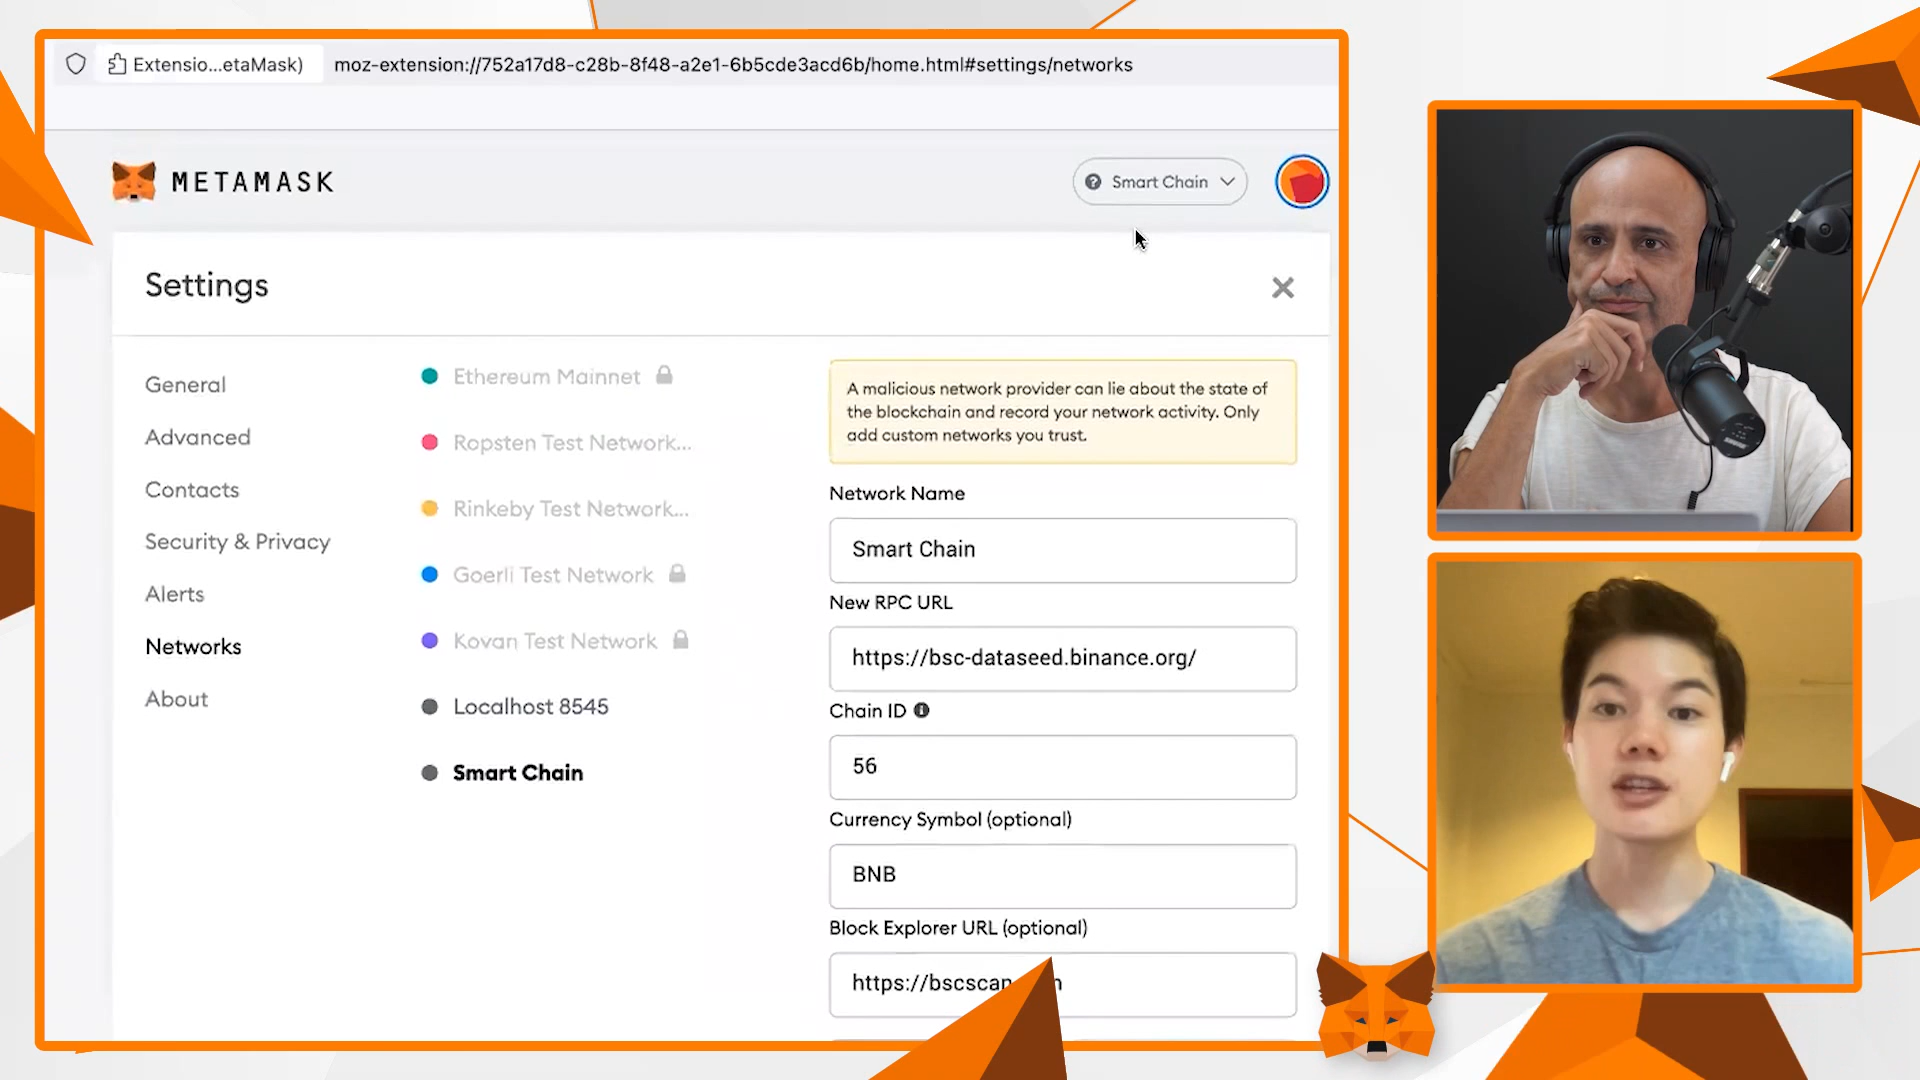 Extensio...etaMask)
moz-extension://752a17d8-c28b-8f48-a2e1-6b5cde3acd6b/home.html#settings/networks
METAMASK
Smart Chain
Settings
General
Advanced
Contacts
Security & Privacy
Alerts
Networks
About
Ethereum Mainnet
Ropsten Test Network...
Rinkeby Test Network...
Goerli Test Network
Kovan Test Network
Localhost 8545
Smart Chain
A malicious network provider can lie about the state of
the blockchain and record your network activity. Only
add custom networks you trust.
Network Name
Smart Chain
New RPC URL
https://bsc-dataseed.binance.org/
Chain ID
56
Currency Symbol (optional)
BNB
Block Explorer URL (optional)